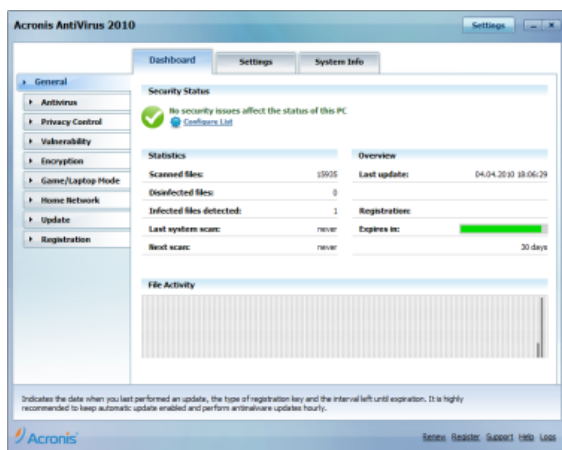 Acronis AntiVirus 2010
Settings
Dashboard
Settings
System Info
General
Antivirus
Privacy Control
Vulnerability
Encryption
Game/Laptop Mode
Home Network
Update
Registration
Security Status
No security issues affect the status of this PC
Configure List
Statistics
Scanned files: 15935
Disinfected files: 0
Infected files detected: 1
Last system scan: never
Next scan: never
Overview
Last update: 04.04.2010 18:06:29
Registration:
Expires in:
30 days
File Activity
Indicates the date when you last performed an update, the type of registration key and the interval left until expiration. It is highly
recommended to keep automatic update enabled and perform antimalware updates hourly.
Acronis
Renew Register Support Help Logs